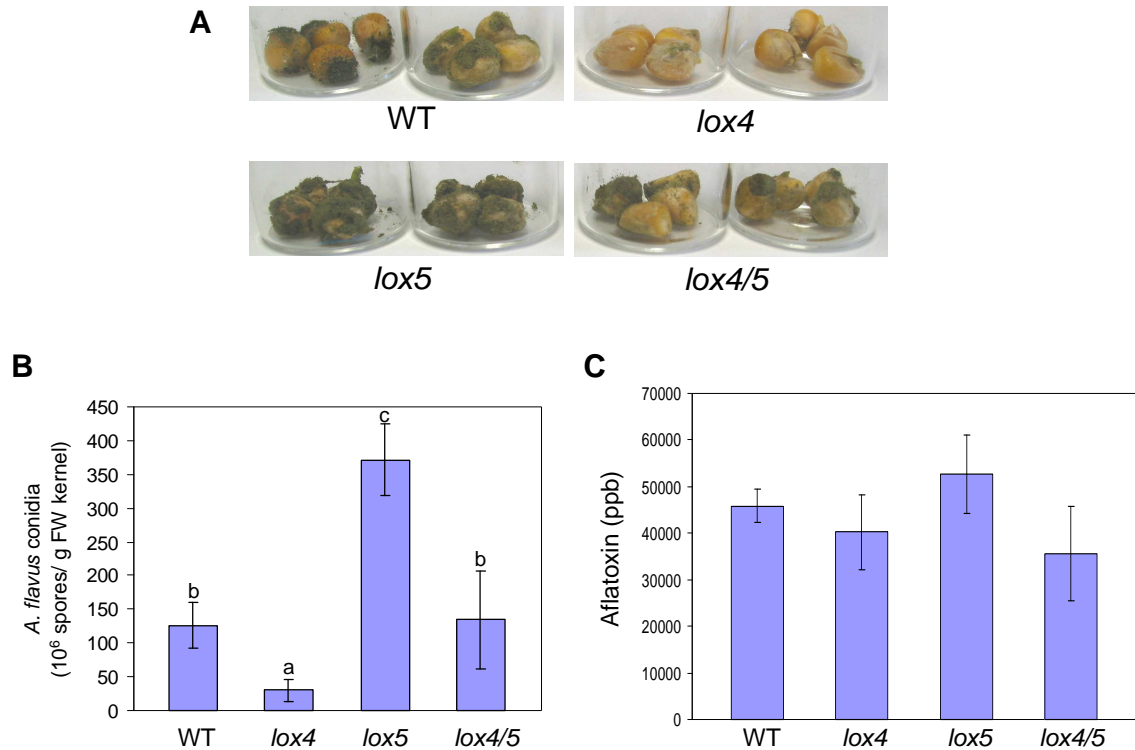 A
WT
lox4
lox5
lox4/5
B
A. flavus conidia
(10⁶ spores/ g FW kernel)
450
400
350
300
250
200
150
100
50
0
b
a
c
b
WT
lox4
lox5
lox4/5
C
Aflatoxin (ppb)
70000
60000
50000
40000
30000
20000
10000
0
WT
lox4
lox5
lox4/5